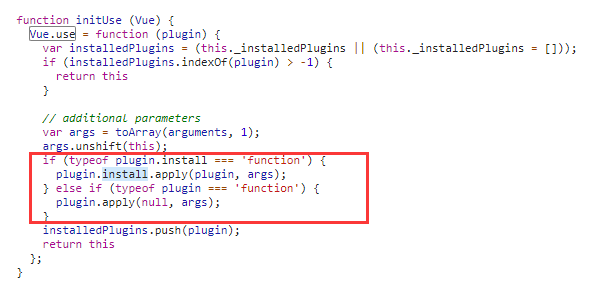 function initUse (Vue) {
  Vue.use = function (plugin) {
    var installedPlugins = (this._installedPlugins || (this._installedPlugins = []));
    if (installedPlugins.indexOf(plugin) > -1) {
      return this
    }

    // additional parameters
    var args = toArray(arguments, 1);
    args.unshift(this);
    if (typeof plugin.install === 'function') {
      plugin.install.apply(plugin, args);
    } else if (typeof plugin === 'function') {
      plugin.apply(null, args);
    }
    installedPlugins.push(plugin);
    return this
  };
}